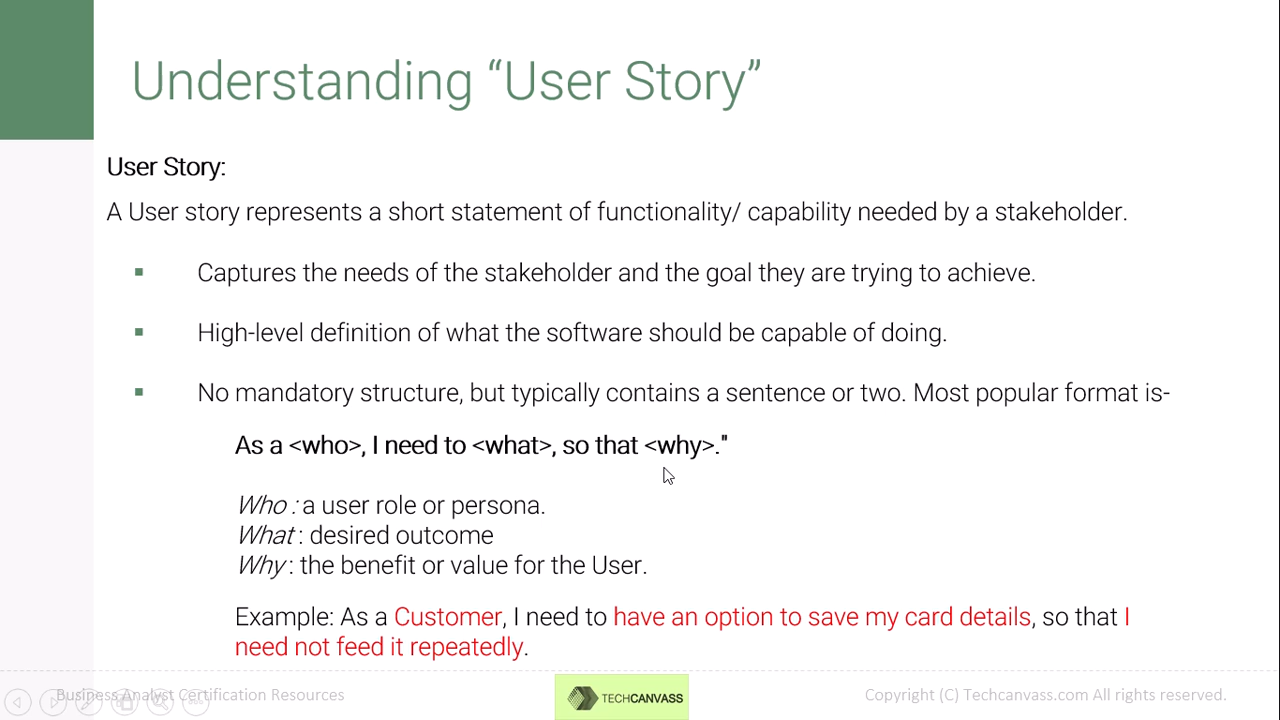 Understanding “User Story”
User Story:
A User story represents a short statement of functionality/ capability needed by a stakeholder.
Captures the needs of the stakeholder and the goal they are trying to achieve.
High-level definition of what the software should be capable of doing.
No mandatory structure, but typically contains a sentence or two. Most popular format is-
As a <who>, I need to <what>, so that <why>."
Who : a user role or persona.
What : desired outcome
Why : the benefit or value for the User.
Example: As a Customer, I need to have an option to save my card details, so that I
need not feed it repeatedly.
Business Analyst Certification Resources
TECHCANVASS
Copyright (C) Techcanvass.com All rights reserved.